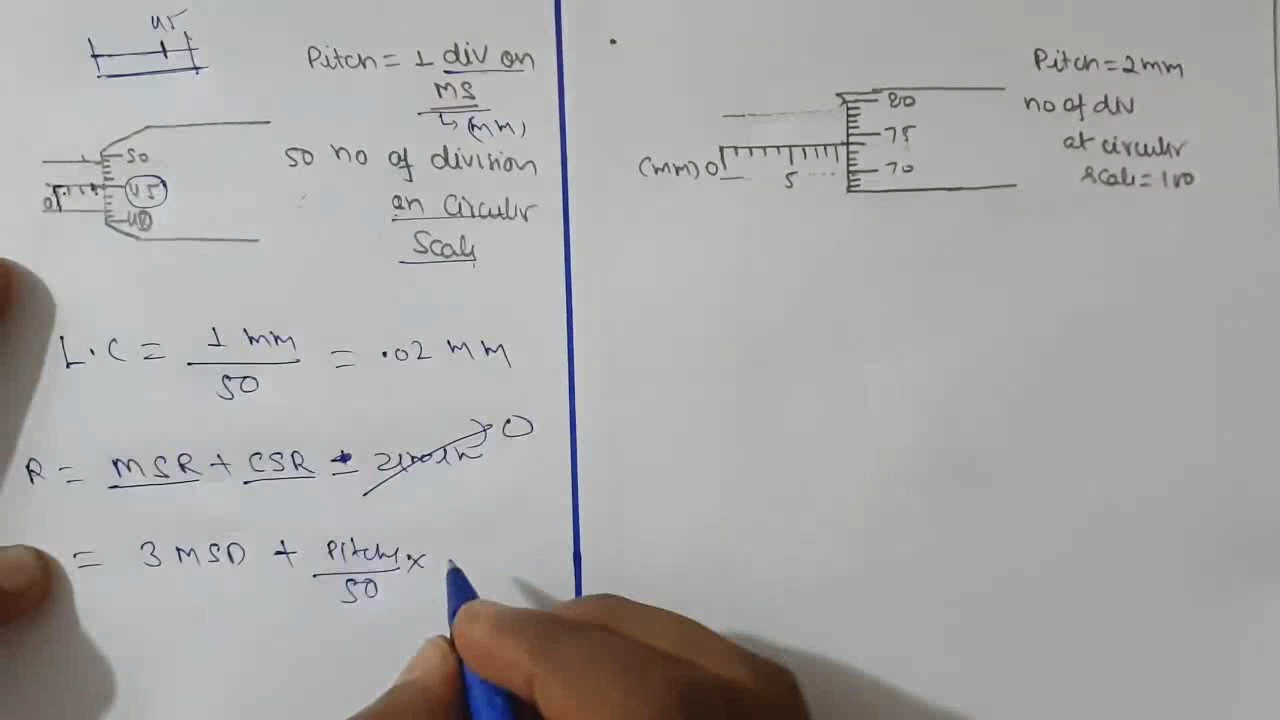 45
Pitch = 1 div on
MS
↳ (mm)
50 no of division
on circular
Scale
50
45
40
0
L.C = 1 mm / 50 = .02 mm
R = MSR + CSR ± 0
= 3 MSD + Pitch / 50 ×
Pitch = 2mm
no of div
at circular
scale = 100
80
75
70
(mm) 0
5